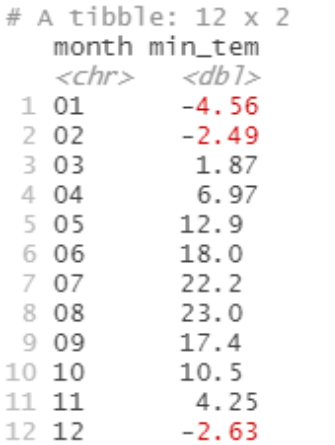 # A tibble: 12 x 2
month min_tem
<chr> <dbl>
1 01 -4.56
2 02 -2.49
3 03 1.87
4 04 6.97
5 05 12.9
6 06 18.0
7 07 22.2
8 08 23.0
9 09 17.4
10 10 10.5
11 11 4.25
12 12 -2.63